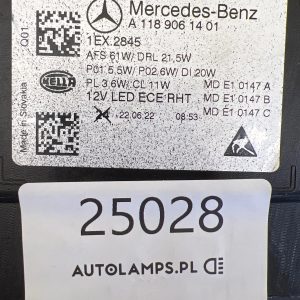 Mercedes-Benz
A 118 906 14 01
Q01
1EX.2845
AFS 61W/ DRL 21,5W
P01 5,5W/ P02.6W/ DI 20W
PL 3.6W/ CL 11W
12V LED ECE RHT
MD E1 0147 A
MD E1 0147 B
MD E1 0147 C
HELLA
Made in Slovakia
24 22.06.22 08:53
25028
AUTOLAMPS.PL